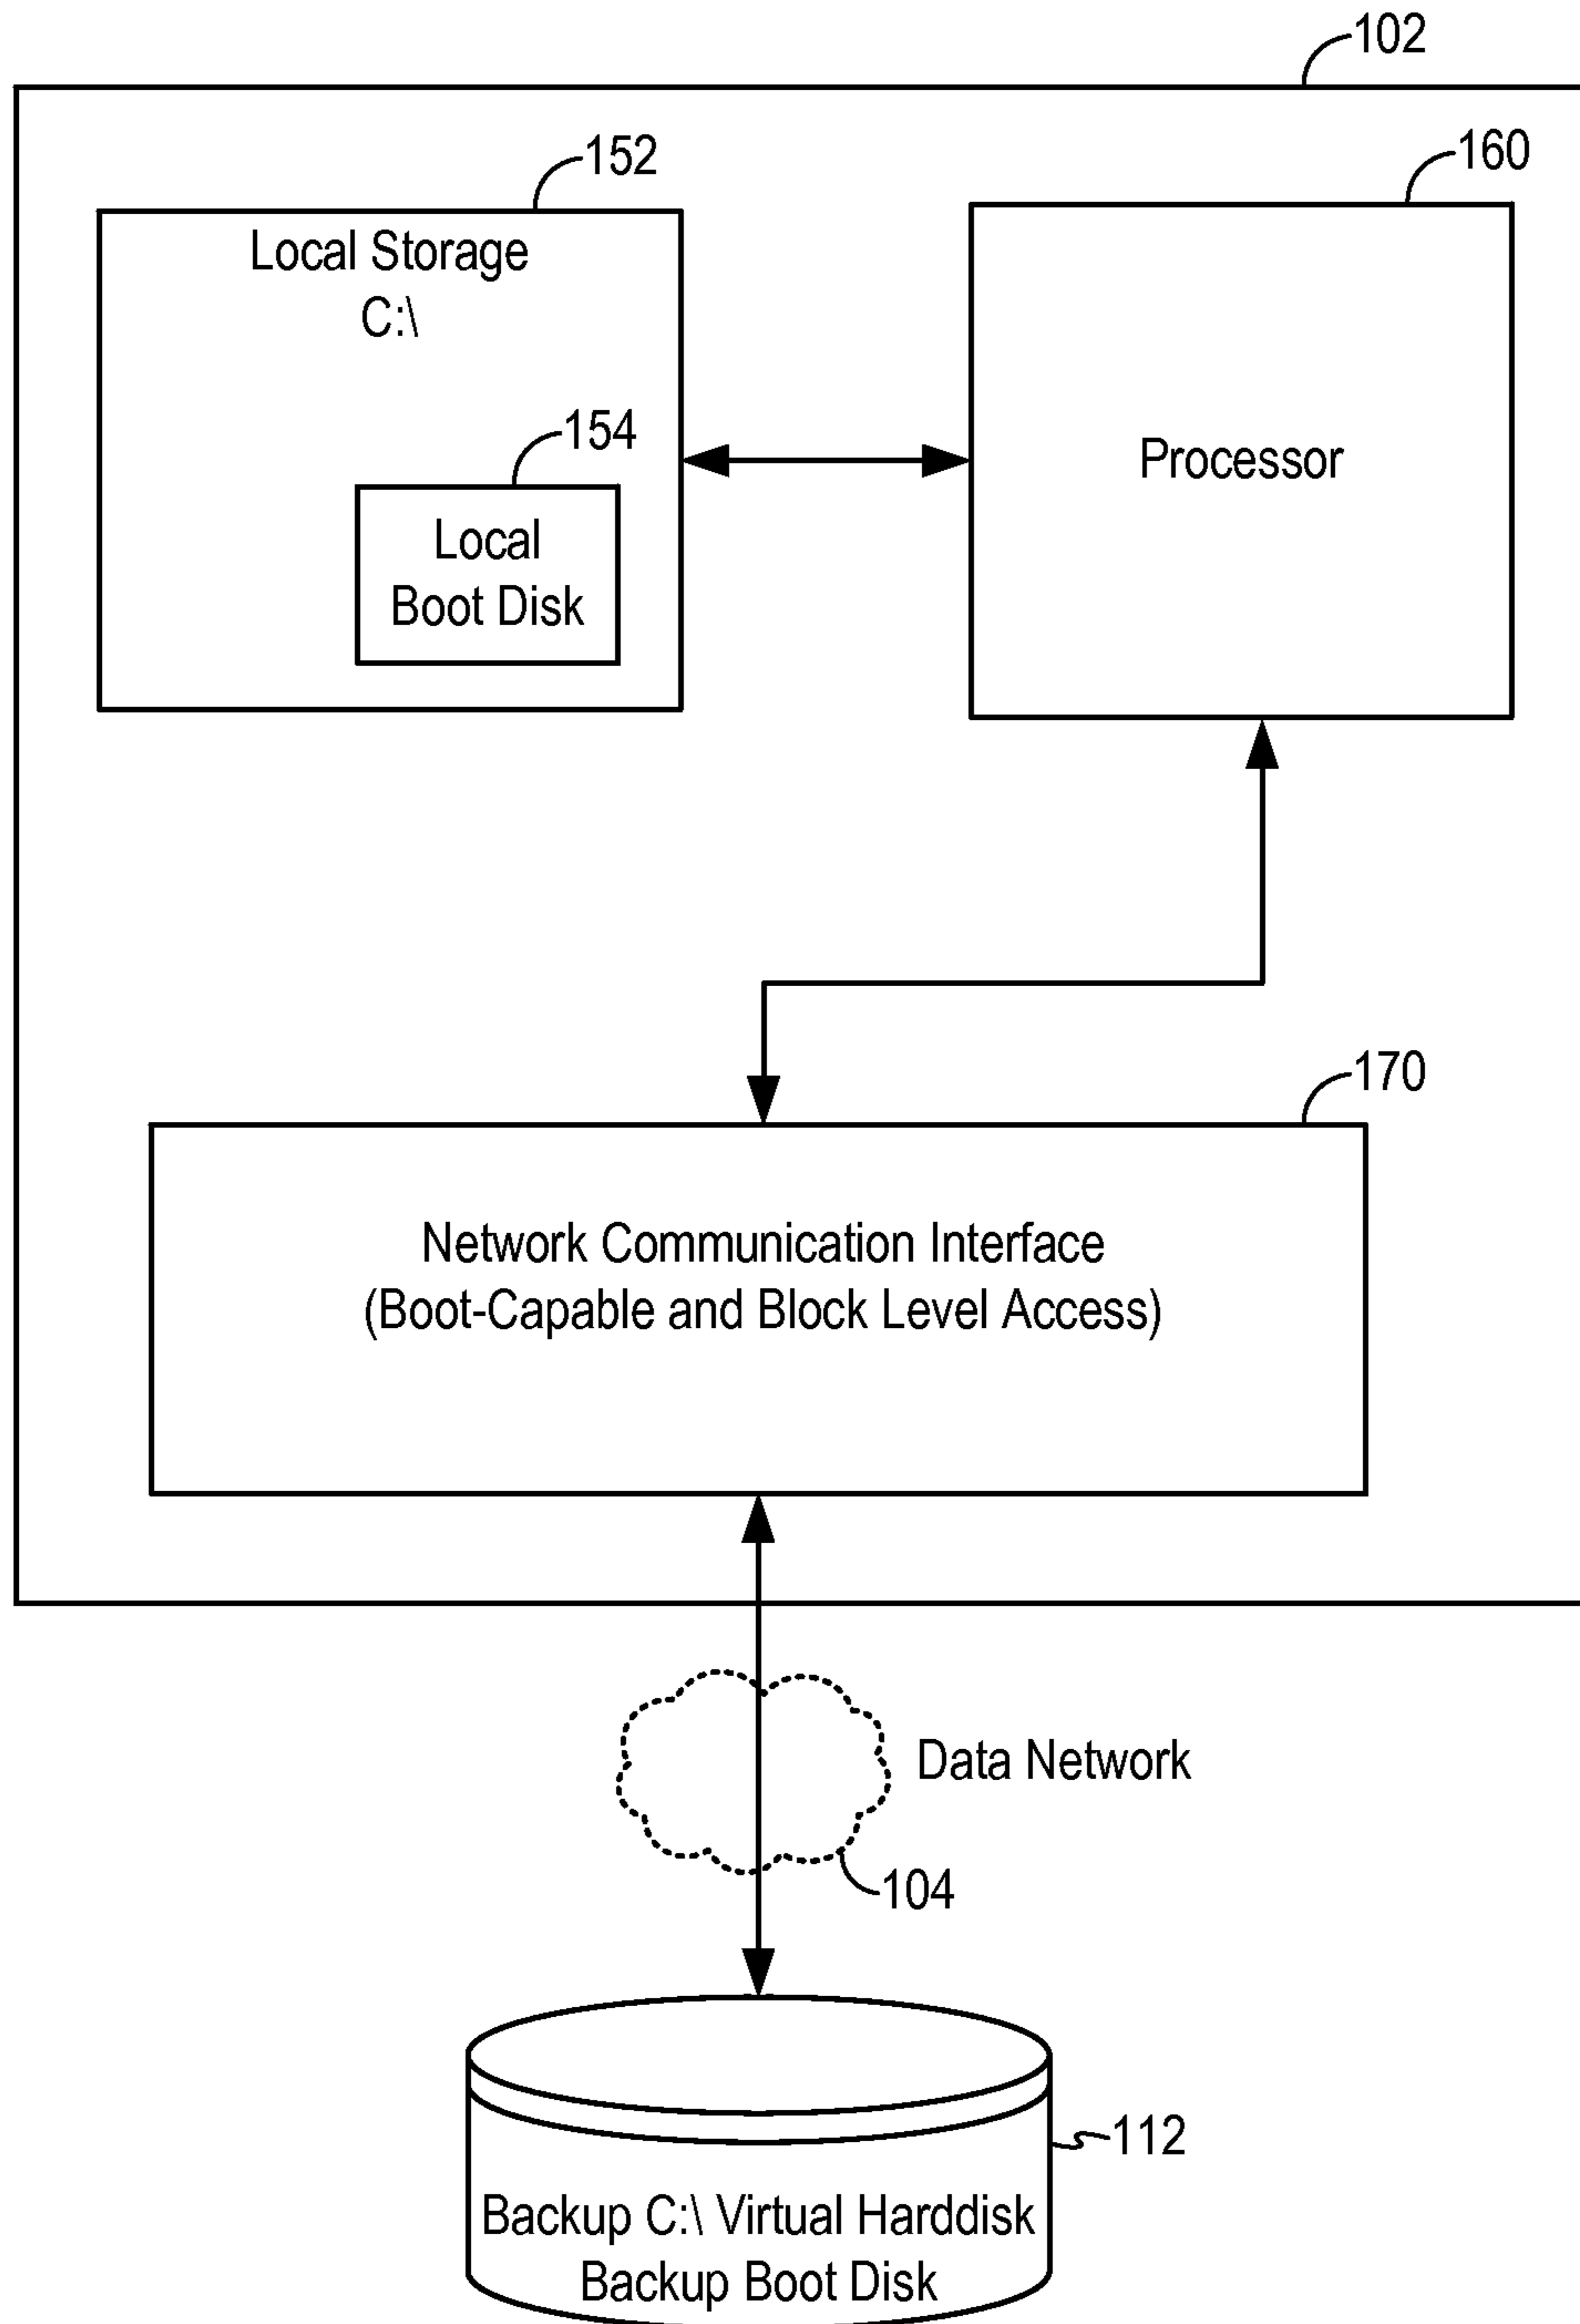 102
152
160
Local Storage
C:\
154
Processor
Local
Boot Disk
170
Network Communication Interface
(Boot-Capable and Block Level Access)
Data Network
104
112
Backup C:\ Virtual Harddisk
Backup Boot Disk